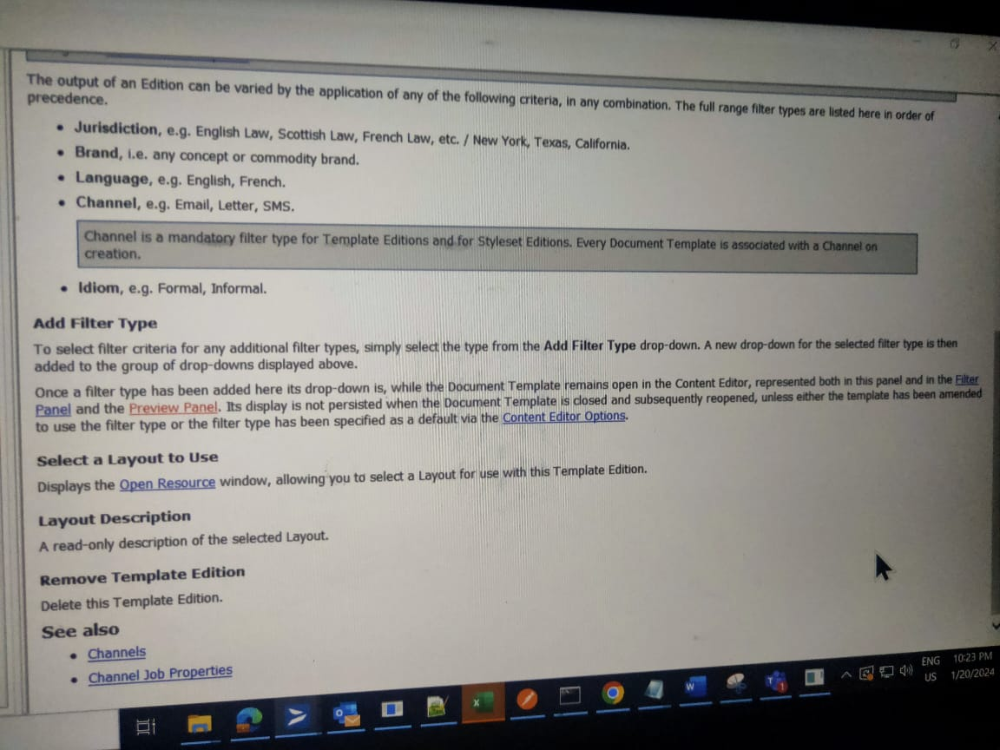 The output of an Edition can be varied by the application of any of the following criteria, in any combination. The full range filter types are listed here in order of
precedence.
• Jurisdiction, e.g. English Law, Scottish Law, French Law, etc. / New York, Texas, California.
• Brand, i.e. any concept or commodity brand.
• Language, e.g. English, French.
• Channel, e.g. Email, Letter, SMS.
Channel is a mandatory filter type for Template Editions and for Styleset Editions. Every Document Template is associated with a Channel on
creation.
• Idiom, e.g. Formal, Informal.
Add Filter Type
To select filter criteria for any additional filter types, simply select the type from the Add Filter Type drop-down. A new drop-down for the selected filter type is then
added to the group of drop-downs displayed above.
Once a filter type has been added here its drop-down is, while the Document Template remains open in the Content Editor, represented both in this panel and in the Filter
Panel and the Preview Panel. Its display is not persisted when the Document Template is closed and subsequently reopened, unless either the template has been amended
to use the filter type or the filter type has been specified as a default via the Content Editor Options.
Select a Layout to Use
Displays the Open Resource window, allowing you to select a Layout for use with this Template Edition.
Layout Description
A read-only description of the selected Layout.
Remove Template Edition
Delete this Template Edition.
See also
• Channels
• Channel Job Properties
ENG 10:23 PM
US 1/20/2024